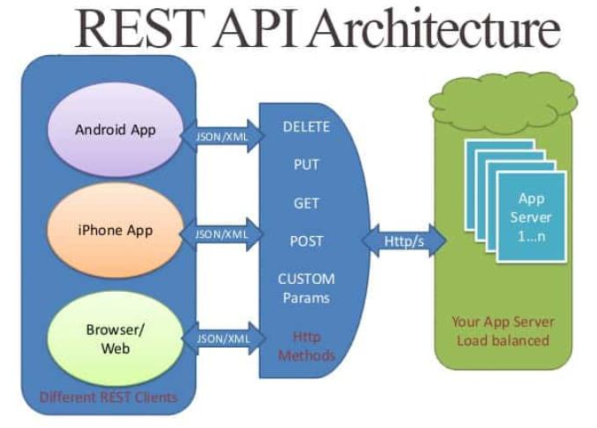 REST API Architecture
Android App
iPhone App
Browser/
Web
Different REST Clients
JSON/XML
JSON/XML
JSON/XML
DELETE
PUT
GET
POST
CUSTOM
Params
Http
Methods
Http/s
App
Server
1...n
Your App Server
Load balanced